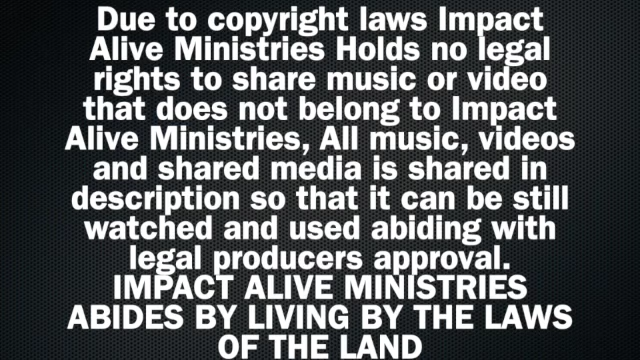 Due to copyright laws Impact
Alive Ministries Holds no legal
rights to share music or video
that does not belong to Impact
Alive Ministries, All music, videos
and shared media is shared in
description so that it can be still
watched and used abiding with
legal producers approval.
IMPACT ALIVE MINISTRIES
ABIDES BY LIVING BY THE LAWS
OF THE LAND